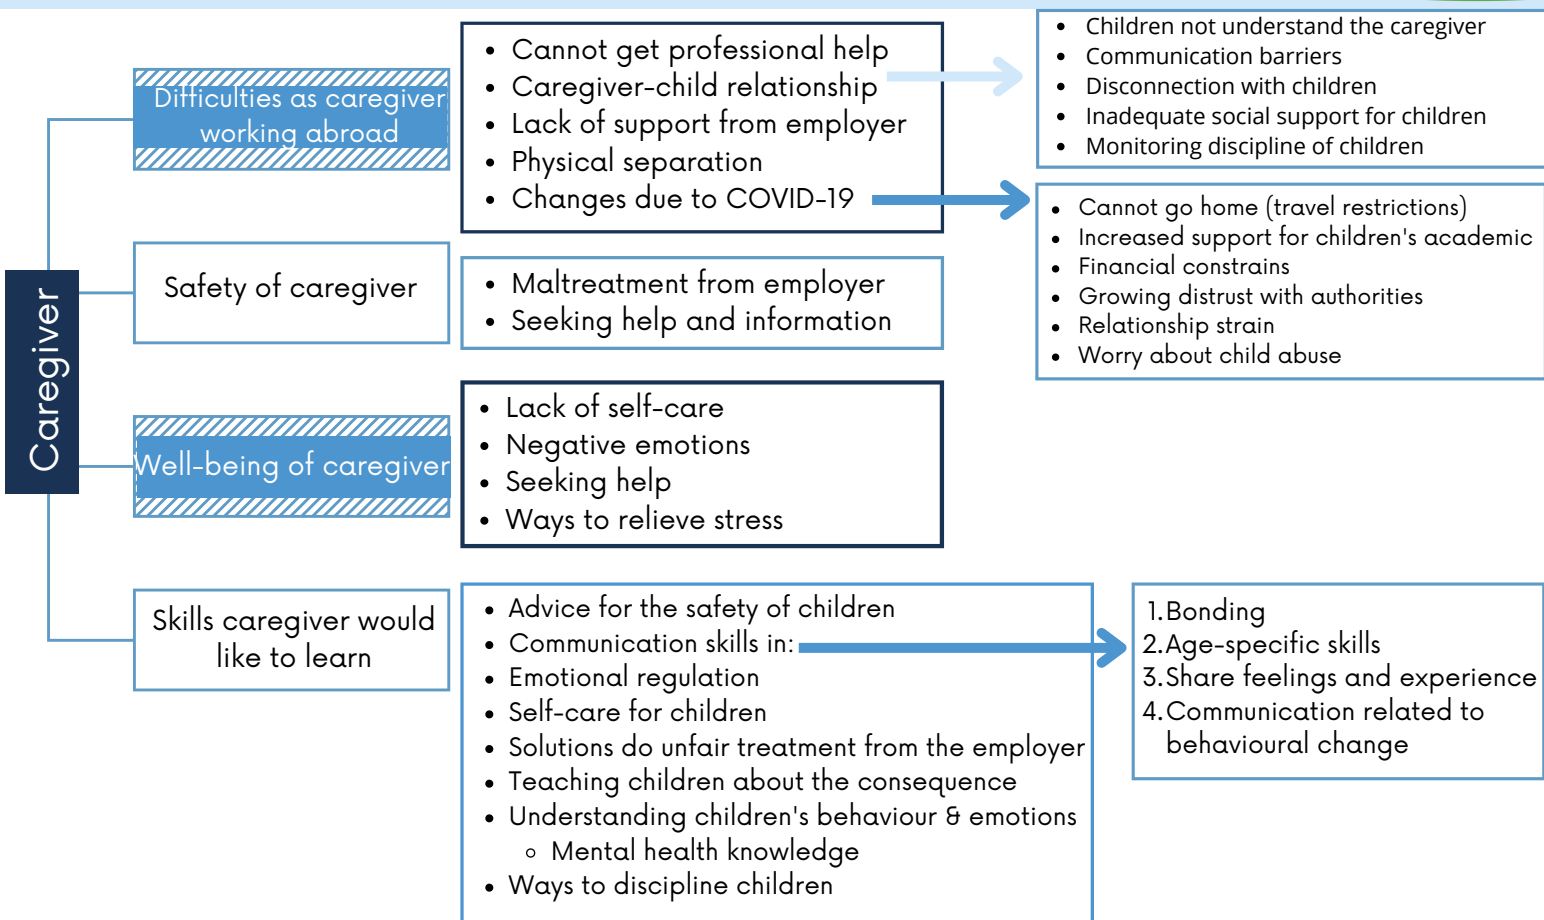 Caregiver
Difficulties as caregiver
working abroad
• Cannot get professional help
• Caregiver-child relationship
• Lack of support from employer
• Physical separation
• Changes due to COVID-19
• Children not understand the caregiver
• Communication barriers
• Disconnection with children
• Inadequate social support for children
• Monitoring discipline of children
• Cannot go home (travel restrictions)
• Increased support for children's academic
• Financial constrains
• Growing distrust with authorities
• Relationship strain
• Worry about child abuse
Safety of caregiver
• Maltreatment from employer
• Seeking help and information
Well-being of caregiver
• Lack of self-care
• Negative emotions
• Seeking help
• Ways to relieve stress
Skills caregiver would
like to learn
• Advice for the safety of children
• Communication skills in:
• Emotional regulation
• Self-care for children
• Solutions do unfair treatment from the employer
• Teaching children about the consequence
• Understanding children's behaviour & emotions
◦ Mental health knowledge
• Ways to discipline children
1. Bonding
2. Age-specific skills
3. Share feelings and experience
4. Communication related to
behavioural change